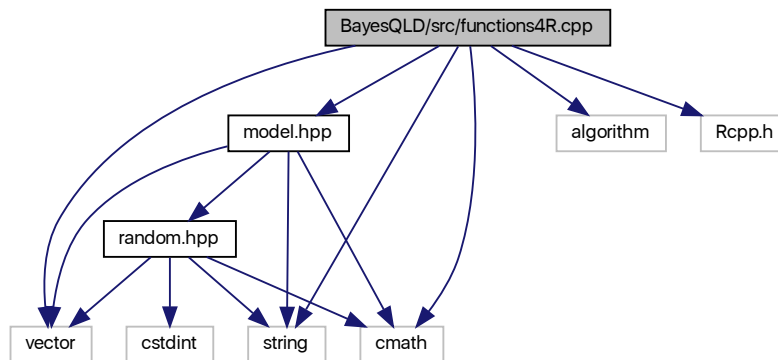 BayesQLD/src/functions4R.cpp
model.hpp
algorithm
Rcpp.h
random.hpp
vector
cstdint
string
cmath